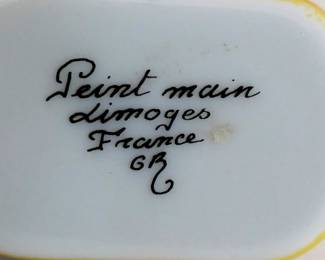 Peint main
Limoges
France
GR